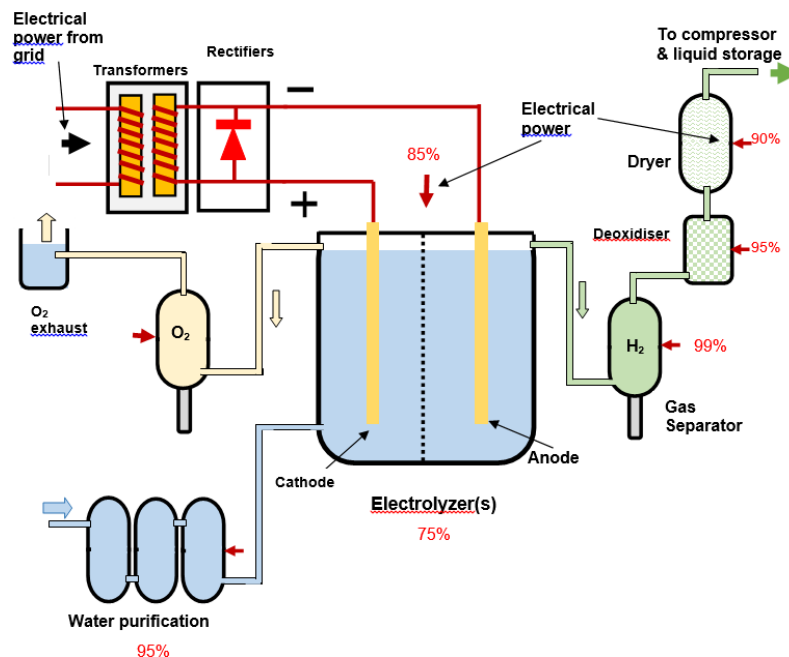 Electrical
power from
grid
Rectifiers
Transformers
To compressor
& liquid storage
Electrical
power
85%
Dryer
90%
Deoxidiser
95%
O2
exhaust
O2
H2
99%
Gas
Separator
Cathode
Anode
Electrolyzer(s)
75%
Water purification
95%